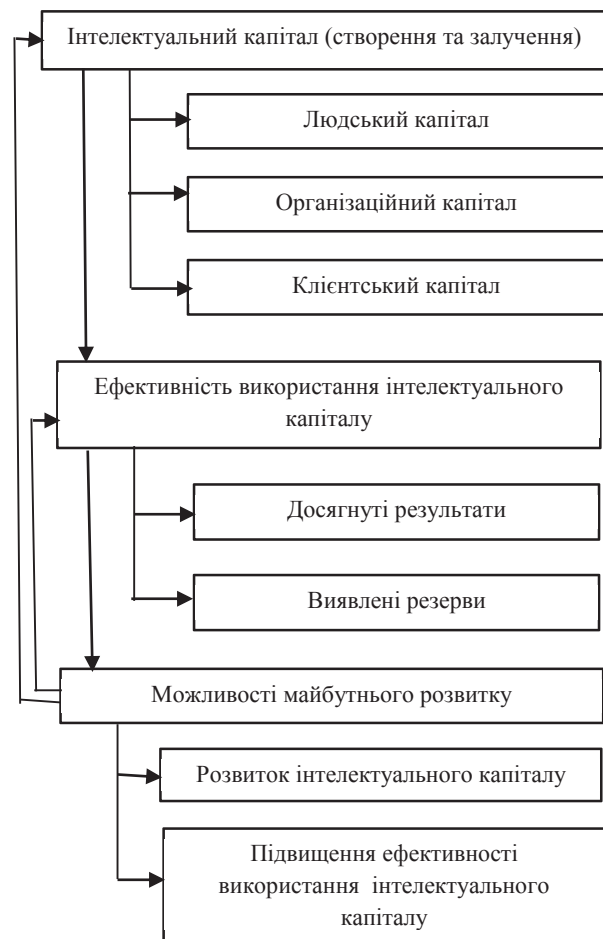 Інтелектуальний капітал (створення та залучення)
Людський капітал
Організаційний капітал
Клієнтський капітал
Ефективність використання інтелектуального
капіталу
Досягнуті результати
Виявлені резерви
Можливості майбутнього розвитку
Розвиток інтелектуального капіталу
Підвищення ефективності
використання інтелектуального
капіталу